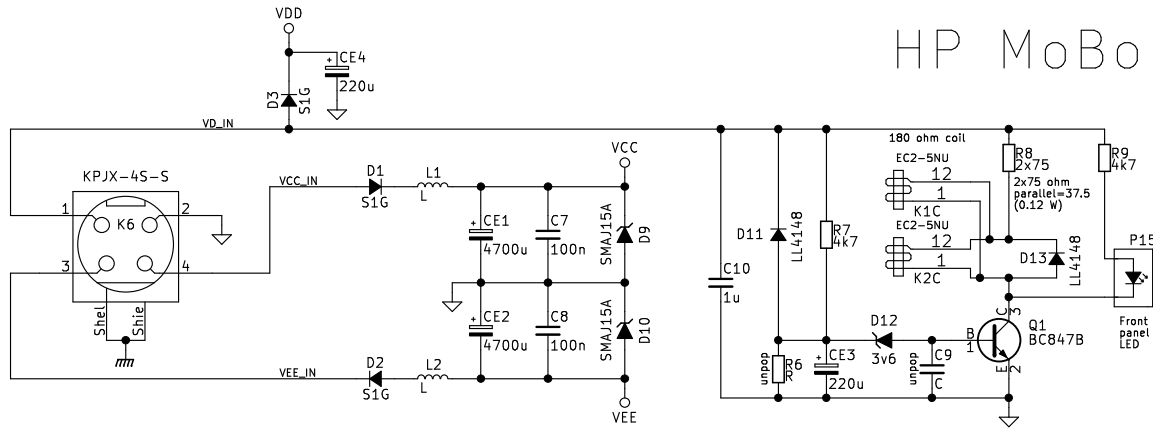 HP MoBo
VDD
CE4
220u
D3
S1G
VD_IN
KPJX-4S-S
K6
1
2
3
4
Shel
Shie
VCC_IN
D1
S1G
L1
L
VCC
CE1
4700u
C7
100n
SMAJ15A
D9
CE2
4700u
C8
100n
SMAJ15A
D10
VEE_IN
D2
S1G
L2
L
VEE
C10
1u
D11
LL4148
R7
4k7
180 ohm coil
EC2-5NU
12
1
K1C
EC2-5NU
12
1
K2C
R8
2x75
2x75 ohm
parallel=37.5
(0.12 W)
R9
4k7
D13
LL4148
P15
Front
panel
LED
unpop
R6
R
CE3
220u
D12
3v6
unpop
C9
C
B
1
C
3
E
2
Q1
BC847B